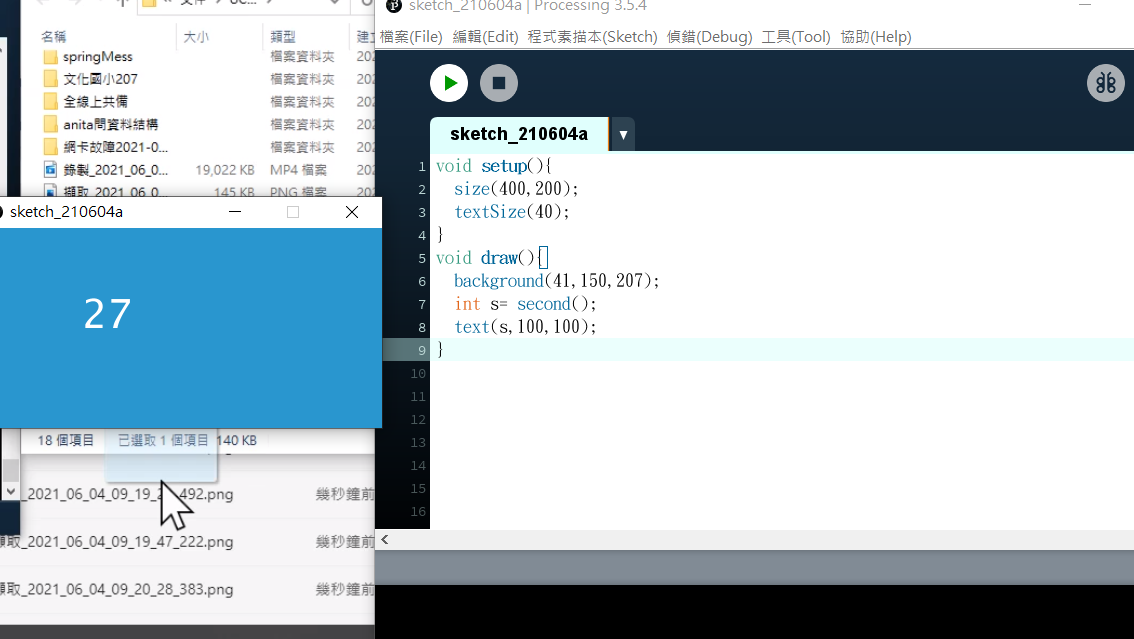 sketch_210604a | Processing 3.5.4
檔案(File) 編輯(Edit) 程式素描本(Sketch) 偵錯(Debug) 工具(Tool) 協助(Help)
名稱 大小 類型
springMess 檔案資料夾 202
文化國小207 檔案資料夾 202
全線上共備 檔案資料夾 202
anita問資料結構 檔案資料夾 202
網卡故障2021-0... 檔案資料夾 202
錄製_2021_06_0... 19,022 KB MP4 檔案 202
擷取_2021_06_0... 145 KB PNG 檔案 202
sketch_210604a
27
18 個項目 已選取 1 個項目 140 KB
_2021_06_04_09_19_2 492.png 幾秒鐘前
取_2021_06_04_09_19_47_222.png 幾秒鐘前
取_2021_06_04_09_20_28_383.png 幾秒鐘前
sketch_210604a
1 void setup(){
2 size(400,200);
3 textSize(40);
4 }
5 void draw(){
6 background(41,150,207);
7 int s= second();
8 text(s,100,100);
9 }
10
11
12
13
14
15
16